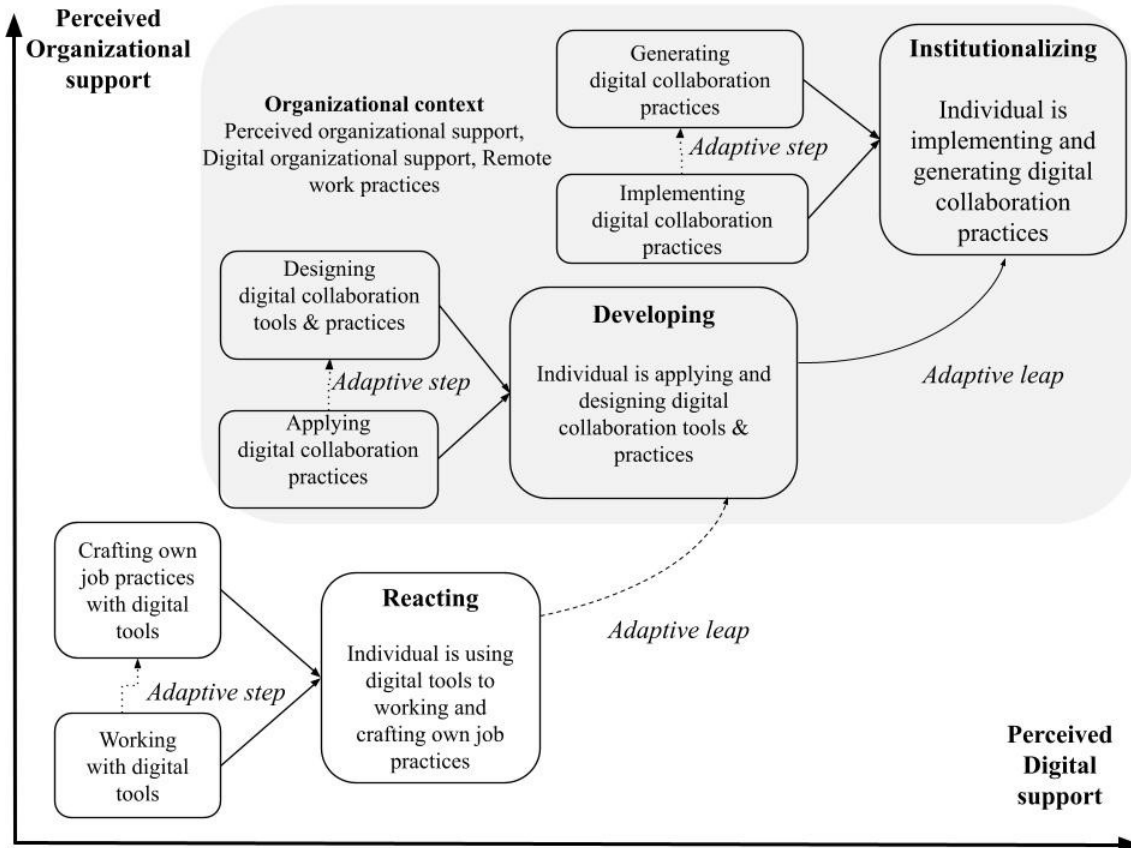 Perceived
Organizational
support
Organizational context
Perceived organizational support,
Digital organizational support, Remote
work practices
Generating
digital collaboration
practices
Adaptive step
Implementing
digital collaboration
practices
Institutionalizing
Individual is
implementing and
generating digital
collaboration
practices
Designing
digital collaboration
tools & practices
Adaptive step
Applying
digital collaboration
practices
Developing
Individual is applying and
designing digital
collaboration tools &
practices
Adaptive leap
Crafting own
job practices
with digital
tools
Adaptive step
Working
with digital
tools
Reacting
Individual is using
digital tools to
working and
crafting own job
practices
Adaptive leap
Perceived
Digital
support